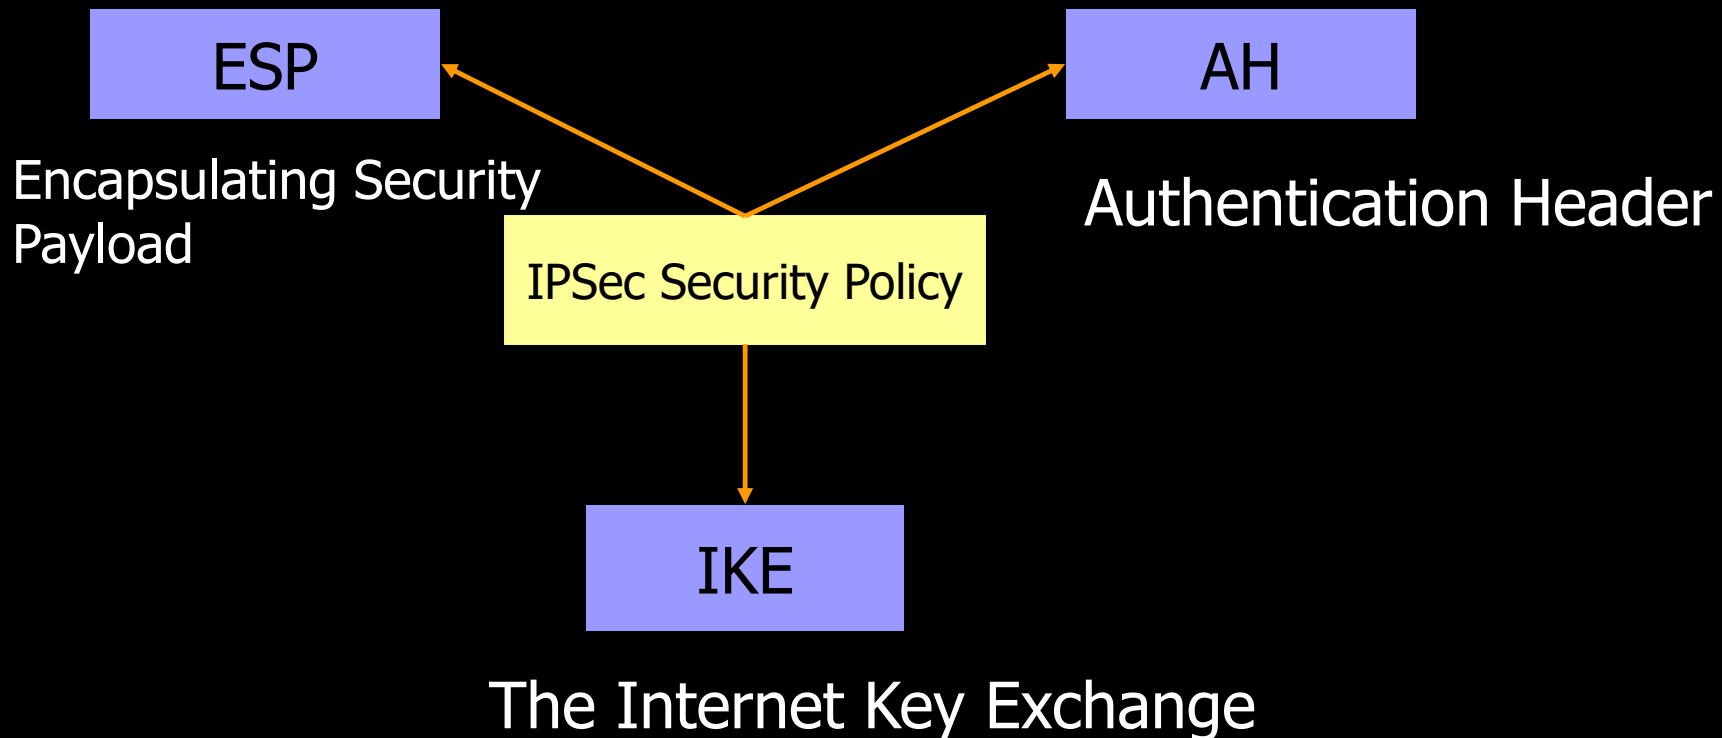 ESP
AH
Encapsulating Security
Payload
Authentication Header
IPSec Security Policy
IKE
The Internet Key Exchange